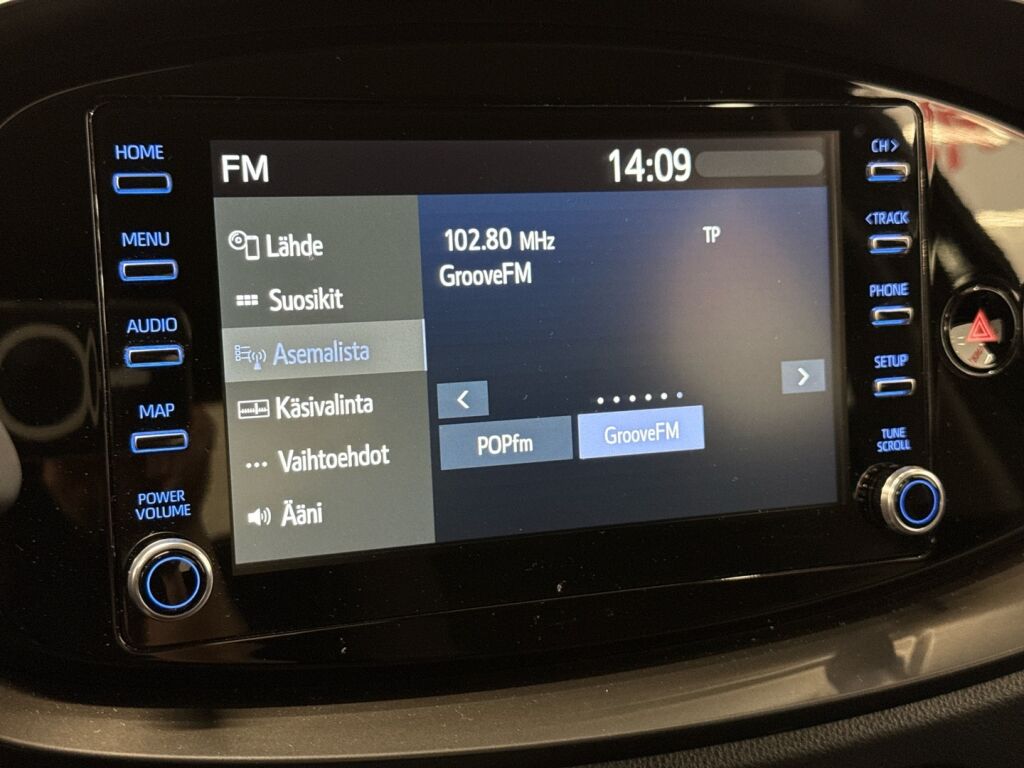 HOME
MENU
AUDIO
MAP
POWER
VOLUME
FM
14:09
Lähde
Suosikit
Asemalista
Käsivalinta
Vaihtoehdot
Ääni
102.80 MHz
TP
GrooveFM
<
>
POPfm
GrooveFM
CH>
<TRACK
PHONE
SETUP
TUNE
SCROLL